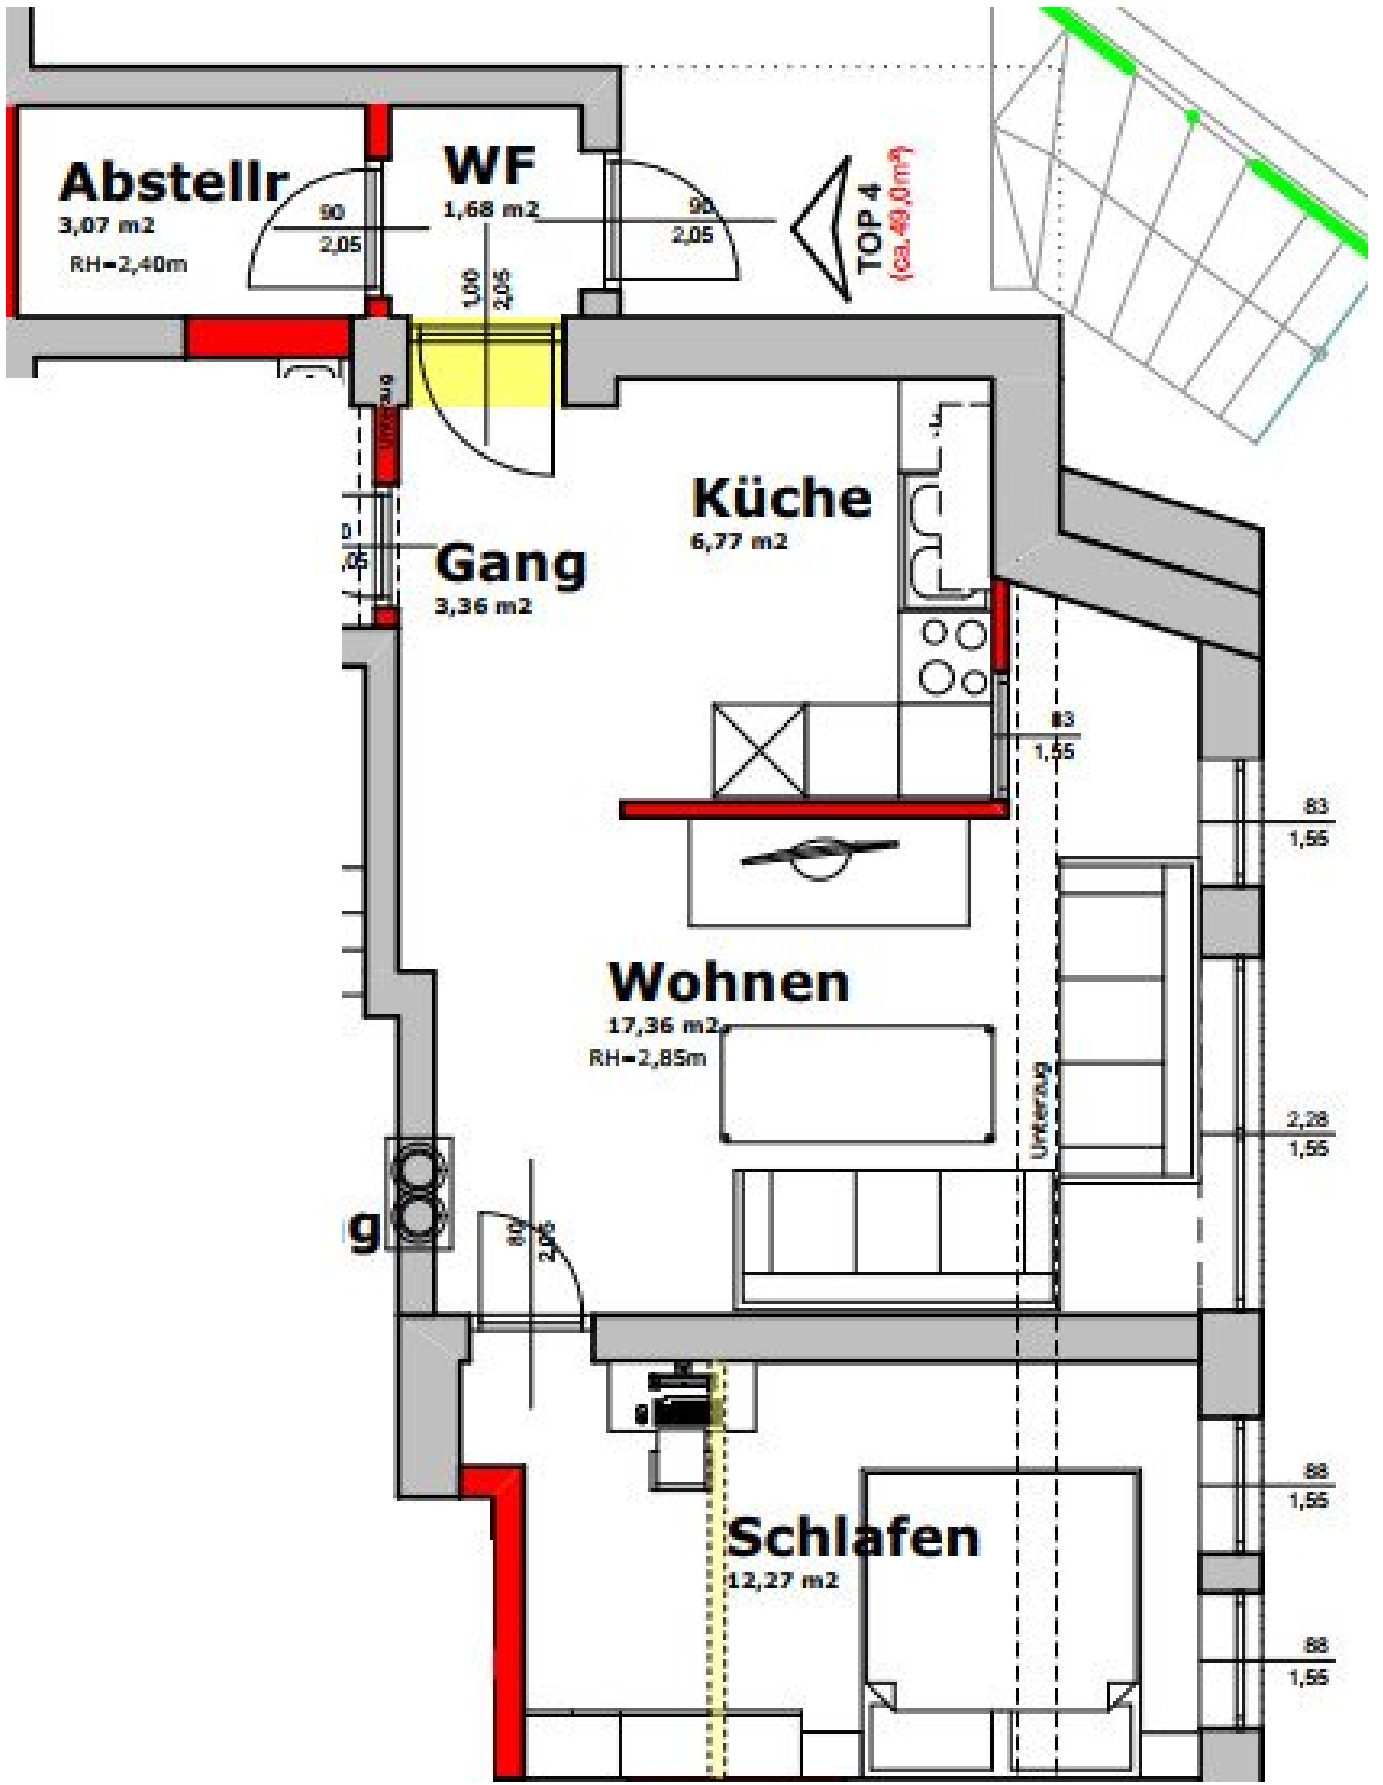 Abstellr
3,07 m2
RH=2,40m
90
2,05
WF
1,68 m2
1,00
2,05
90
2,05
TOP 4
(ca.49,0m²)
Küche
6,77 m2
Gang
3,36 m2
83
1,55
83
1,55
Wohnen
17,36 m2
RH=2,85m
Unterzug
2,28
1,55
g
80
2,05
Schlafen
12,27 m2
88
1,55
88
1,55